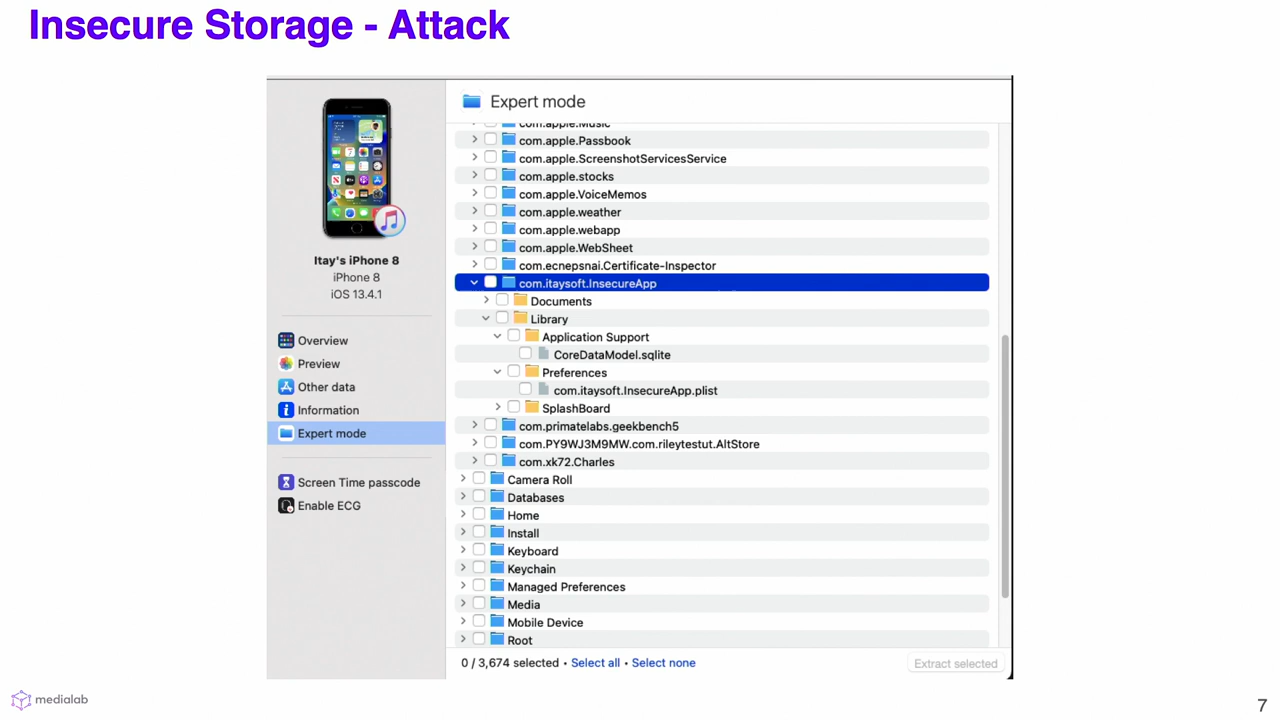 Insecure Storage - Attack
Expert mode
com.apple.Music
com.apple.Passbook
com.apple.ScreenshotServicesService
com.apple.stocks
com.apple.VoiceMemos
com.apple.weather
com.apple.webapp
com.apple.WebSheet
com.ecnepsnai.Certificate-Inspector
com.itaysoft.InsecureApp
Documents
Library
Application Support
CoreDataModel.sqlite
Preferences
com.itaysoft.InsecureApp.plist
SplashBoard
com.primatelabs.geekbench5
com.PY9WJ3M9MW.com.rileytestut.AltStore
com.xk72.Charles
Camera Roll
Databases
Home
Install
Keyboard
Keychain
Managed Preferences
Media
Mobile Device
Root
0 / 3,674 selected • Select all • Select none
Extract selected
Itay's iPhone 8
iPhone 8
iOS 13.4.1
Overview
Preview
Other data
Information
Expert mode
Screen Time passcode
Enable ECG
medialab
7